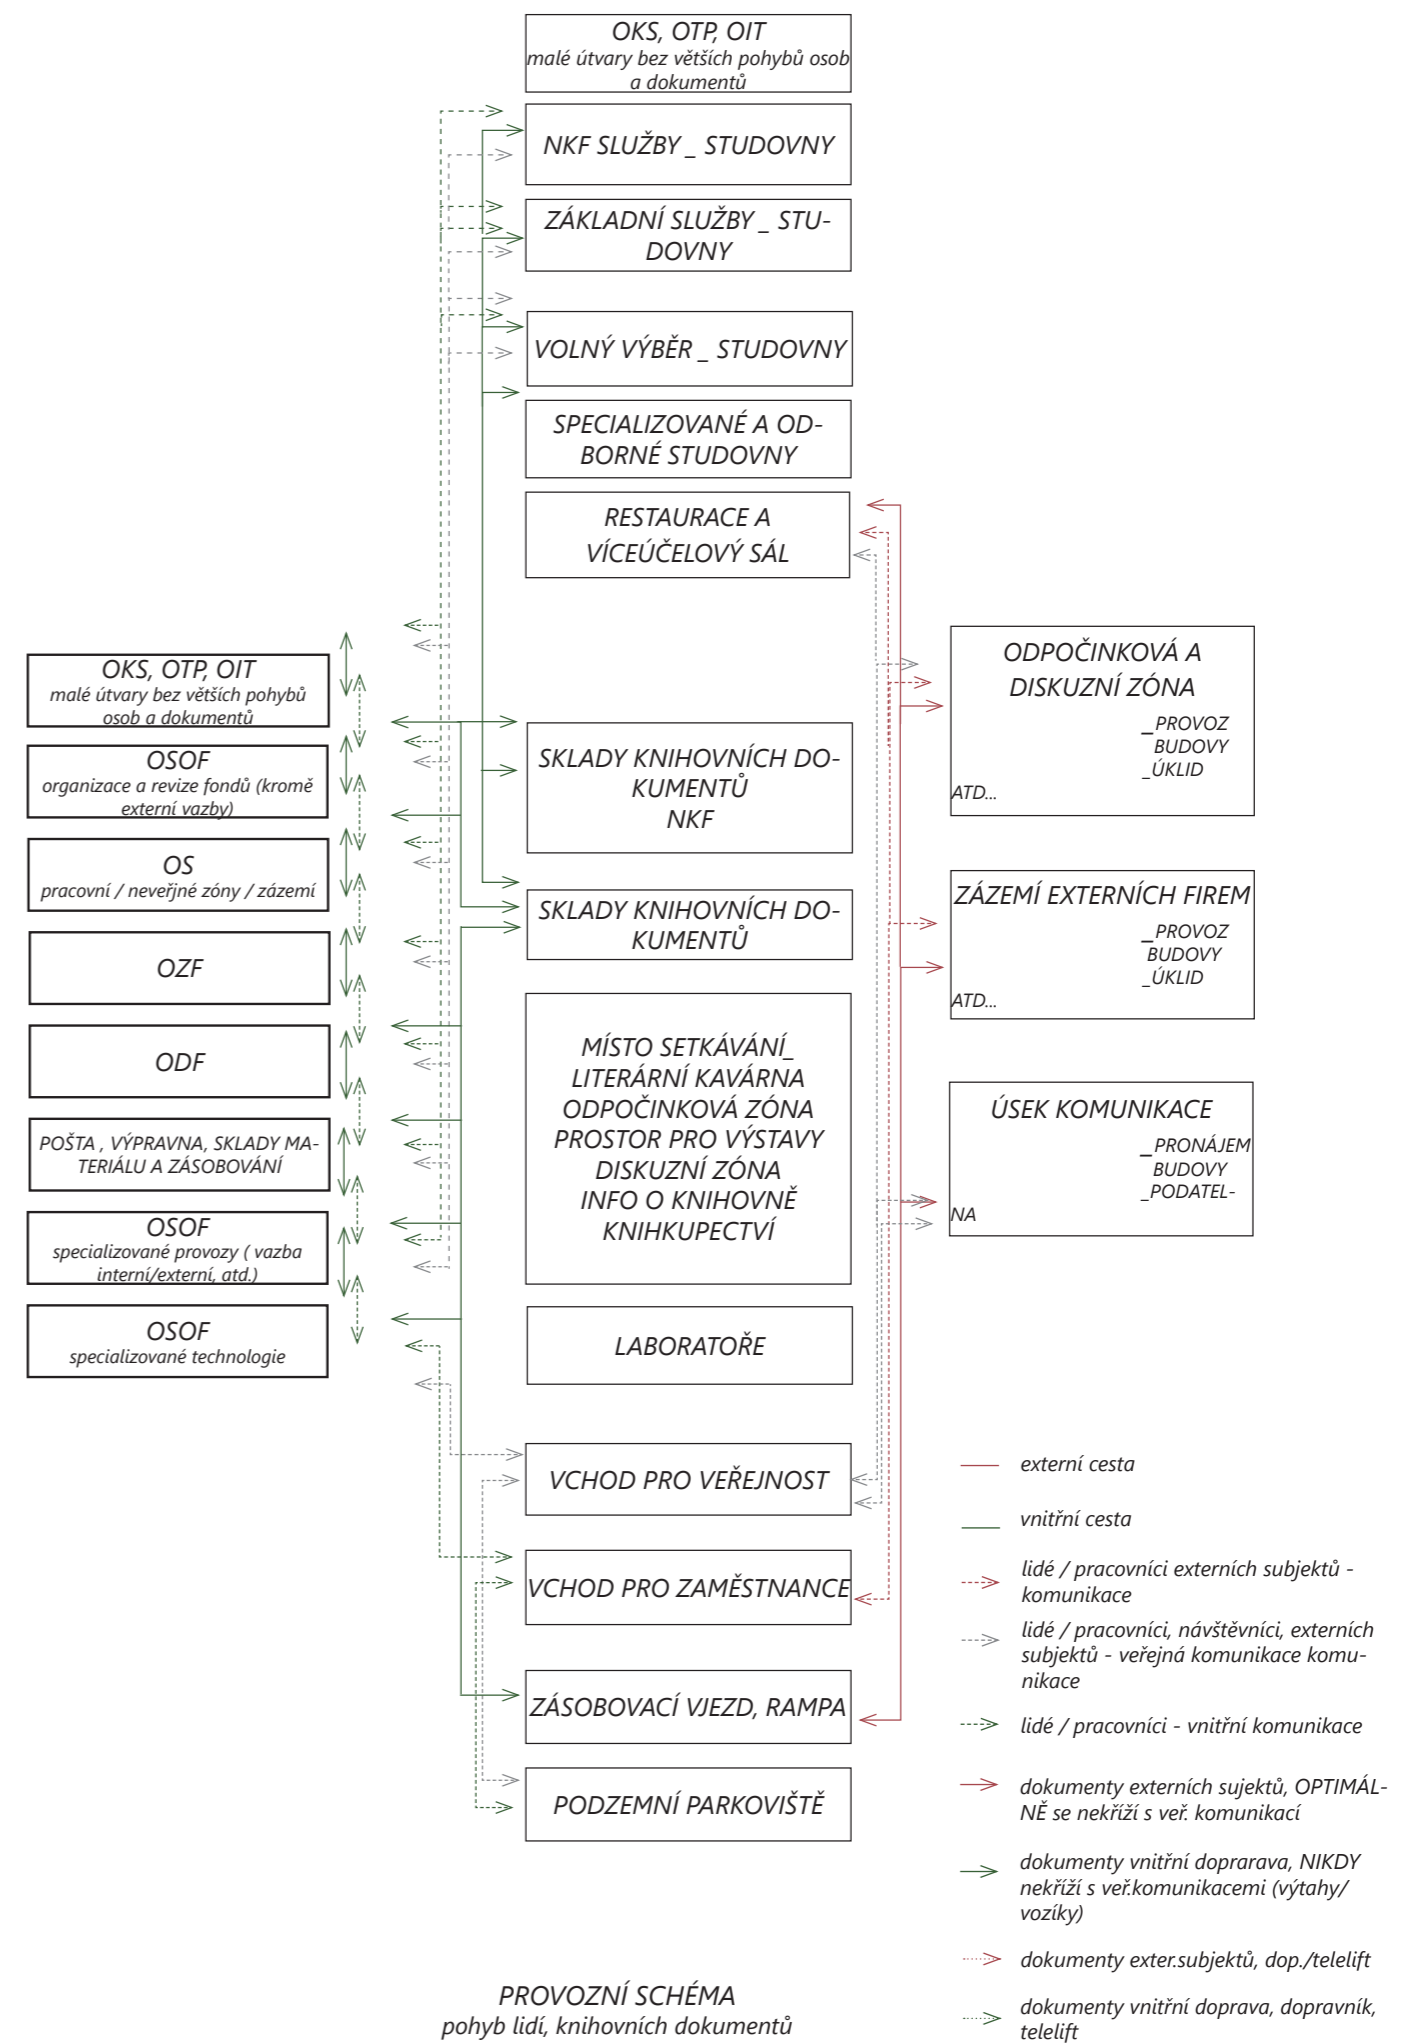 OKS, OTP, OIT
malé útvary bez větších pohybů osob
a dokumentů
NKF SLUŽBY _ STUDOVNY
ZÁKLADNÍ SLUŽBY _ STU-
DOVNY
VOLNÝ VÝBĚR _ STUDOVNY
SPECIALIZOVANÉ A OD-
BORNÉ STUDOVNY
RESTAURACE A
VÍCEÚČELOVÝ SÁL
OKS, OTP, OIT
malé útvary bez větších pohybů
osob a dokumentů
OSOF
organizace a revize fondů (kromě
externí vazby)
OS
pracovní / neveřjné zóny / zázemí
OZF
ODF
POŠTA , VÝPRAVNA, SKLADY MA-
TERIÁLU A ZÁSOBOVÁNÍ
OSOF
specializované provozy ( vazba
interní/externí, atd.)
OSOF
specializované technologie
SKLADY KNIHOVNÍCH DO-
KUMENTŮ
NKF
SKLADY KNIHOVNÍCH DO-
KUMENTŮ
MÍSTO SETKÁVÁNÍ_
LITERÁRNÍ KAVÁRNA
ODPOČINKOVÁ ZÓNA
PROSTOR PRO VÝSTAVY
DISKUZNÍ ZÓNA
INFO O KNIHOVNĚ
KNIHKUPECTVÍ
LABORATOŘE
VCHOD PRO VEŘEJNOST
VCHOD PRO ZAMĚSTNANCE
ZÁSOBOVACÍ VJEZD, RAMPA
PODZEMNÍ PARKOVIŠTĚ
ODPOČINKOVÁ A
DISKUZNÍ ZÓNA
_PROVOZ
BUDOVY
_ÚKLID
ATD...
ZÁZEMÍ EXTERNÍCH FIREM
_PROVOZ
BUDOVY
_ÚKLID
ATD...
ÚSEK KOMUNIKACE
_PRONÁJEM
BUDOVY
_PODATEL-
NA
externí cesta
vnitřní cesta
lidé / pracovníci externích subjektů -
komunikace
lidé / pracovníci, návštěvníci, externích
subjektů - veřejná komunikace komu-
nikace
lidé / pracovníci - vnitřní komunikace
dokumenty externích sujektů, OPTIMÁL-
NĚ se nekříží s veř. komunikací
dokumenty vnitřní doprarava, NIKDY
nekříží s veř.komunikacemi (výtahy/
vozíky)
dokumenty exter.subjektů, dop./telelift
dokumenty vnitřní doprava, dopravník,
telelift
PROVOZNÍ SCHÉMA
pohyb lidí, knihovních dokumentů